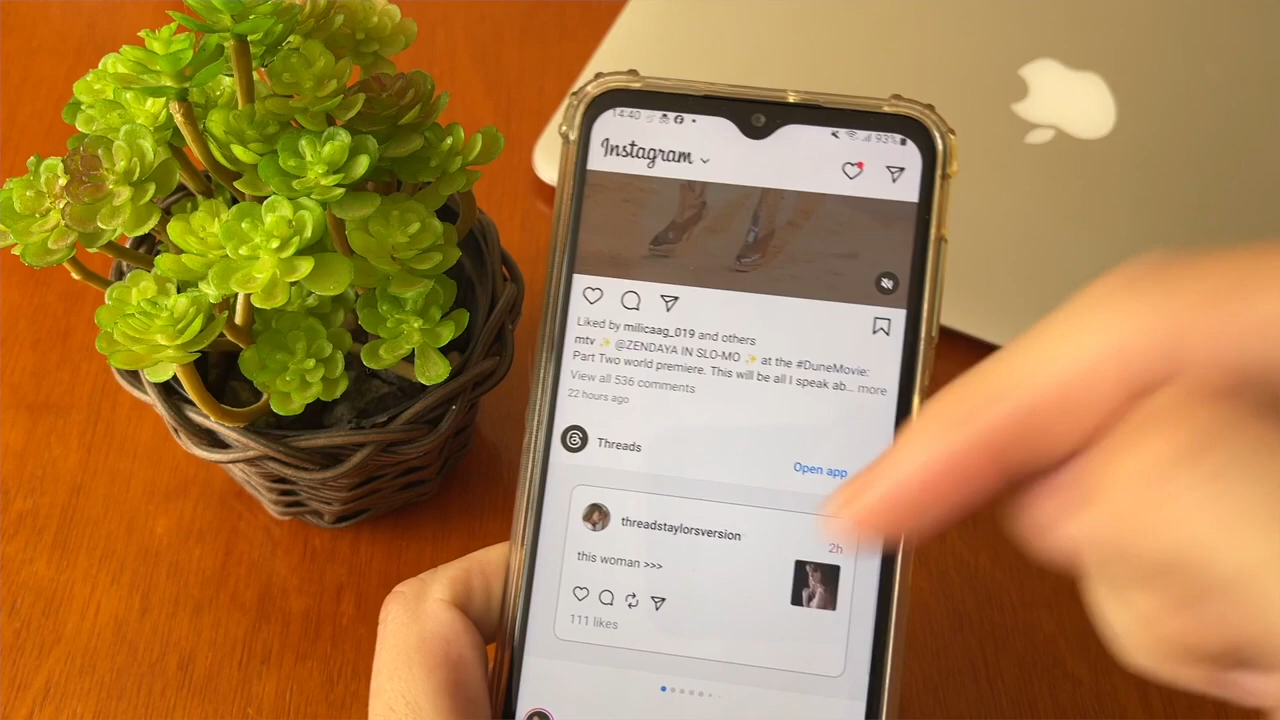 14:40
93%
Instagram
Liked by milicaag_019 and others
mtv ✨ @ZENDAYA IN SLO-MO ✨ at the #DuneMovie:
Part Two world premiere. This will be all I speak ab... more
View all 536 comments
22 hours ago
Threads
Open app
threadstaylorsversion
2h
this woman >>>
111 likes